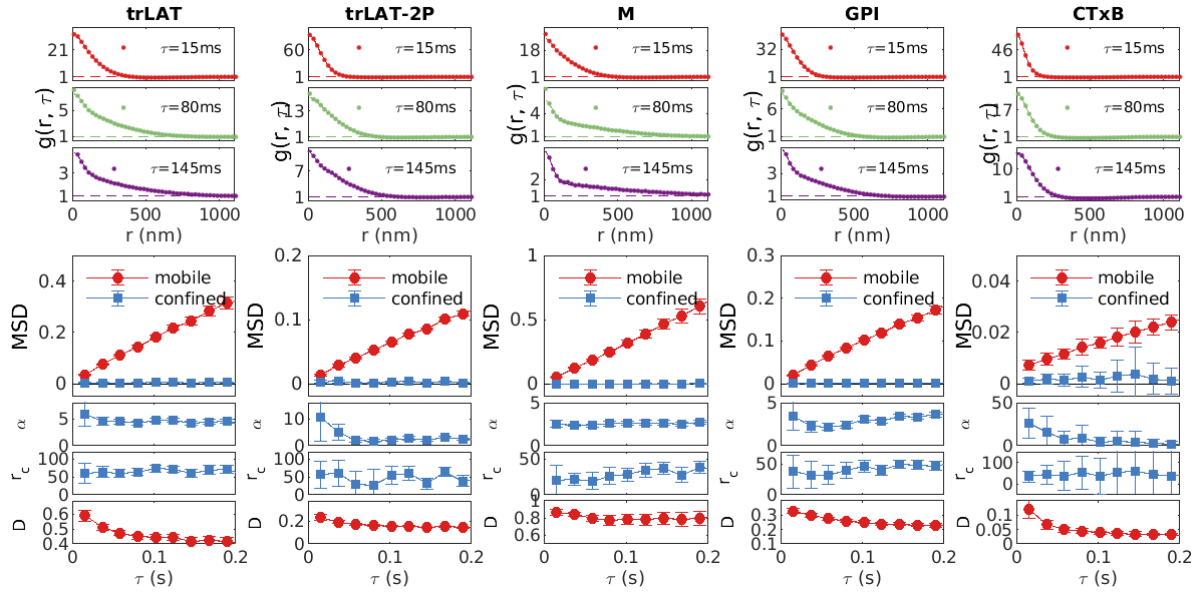 trLAT trLAT-2P M GPI CTxB
21 τ=15ms 60 τ=15ms 18 τ=15ms 32 τ=15ms 46 τ=15ms
1 1 1 1 1
g(r, τ) g(r, τ) g(r, τ) g(r, τ) g(r, τ)
5 τ=80ms 13 τ=80ms 4 τ=80ms 6 τ=80ms 17 τ=80ms
1 1 1 1 1
3 τ=145ms 7 τ=145ms 2 τ=145ms 3 τ=145ms 10 τ=145ms
1 1 1 1 1
0 500 1000 0 500 1000 0 500 1000 0 500 1000 0 500 1000
r (nm) r (nm) r (nm) r (nm) r (nm)
MSD MSD MSD MSD MSD
0.4 0.2 1 0.3 0.04
0.2 0.1 0.5 0.2 0.02
0 0 0 0.1 0
0.00
mobile mobile mobile mobile mobile
confined confined confined confined confined
α 5 0 α 10 0 α 5 0 α 5 0 α 50 0
r_c 100 50 0 r_c 100 50 0 r_c 50 0 r_c 50 0 r_c 100 0
D 0.6 0.5 0.4 D 0.2 0 D 1 0.8 0.6 D 0.3 0.2 0.1 D 0.1 0.05 0
0 0.1 0.2 0 0.1 0.2 0 0.1 0.2 0 0.1 0.2 0 0.1 0.2
τ (s) τ (s) τ (s) τ (s) τ (s)